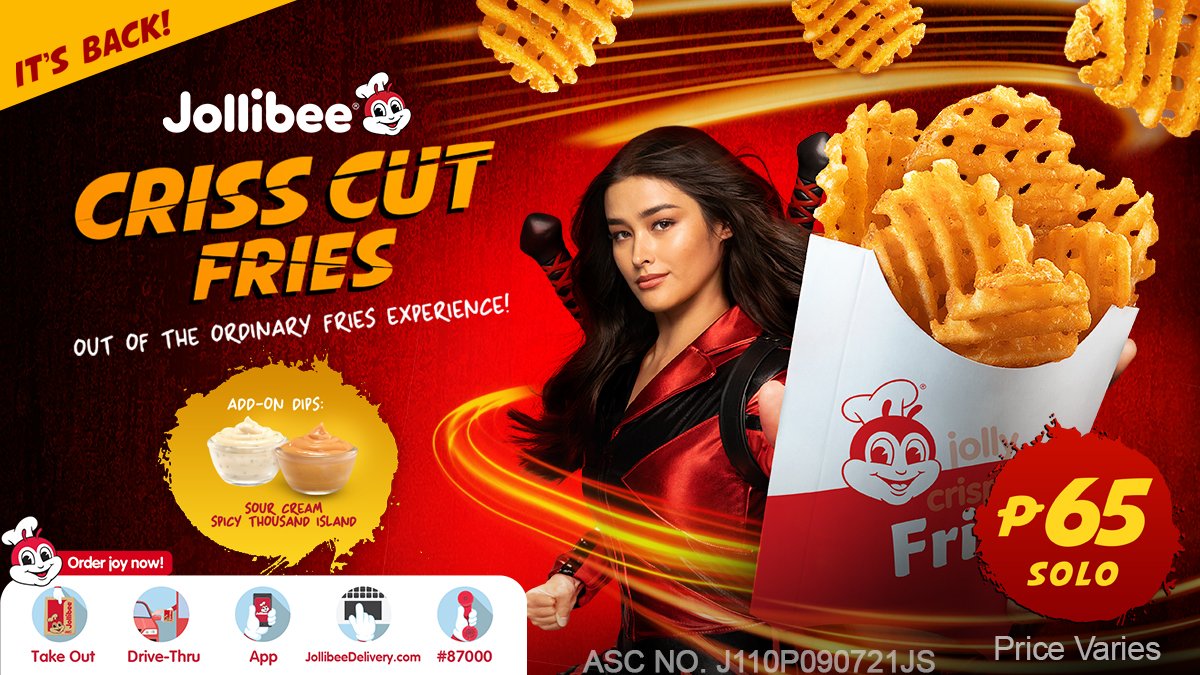 IT'S BACK!
Jollibee®
CRISS CUT
FRIES
OUT OF THE ORDINARY FRIES EXPERIENCE!
ADD-ON DIPS:
SOUR CREAM
SPICY THOUSAND ISLAND
jolly
Fri
₱65
SOLO
Order joy now!
Jollibee
Take Out
Drive-Thru
App
JollibeeDelivery.com
#87000
ASC NO. J110P090721JS
Price Varies